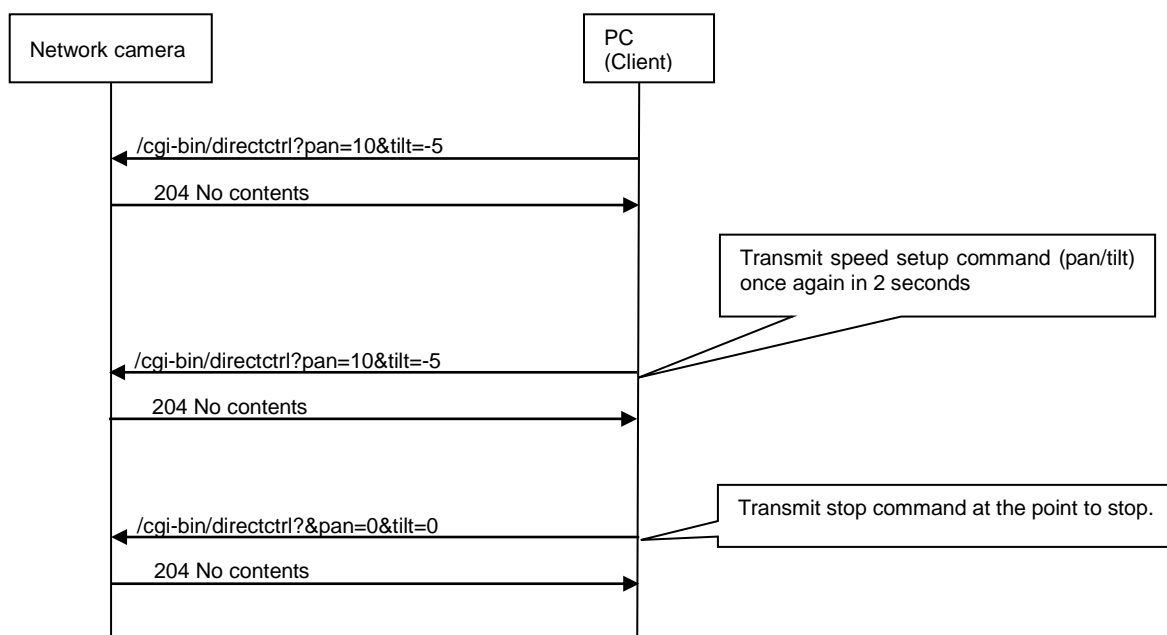 Network camera
PC
(Client)
/cgi-bin/directctrl?pan=10&tilt=-5
204 No contents
Transmit speed setup command (pan/tilt)
once again in 2 seconds
/cgi-bin/directctrl?pan=10&tilt=-5
204 No contents
Transmit stop command at the point to stop.
/cgi-bin/directctrl?&pan=0&tilt=0
204 No contents